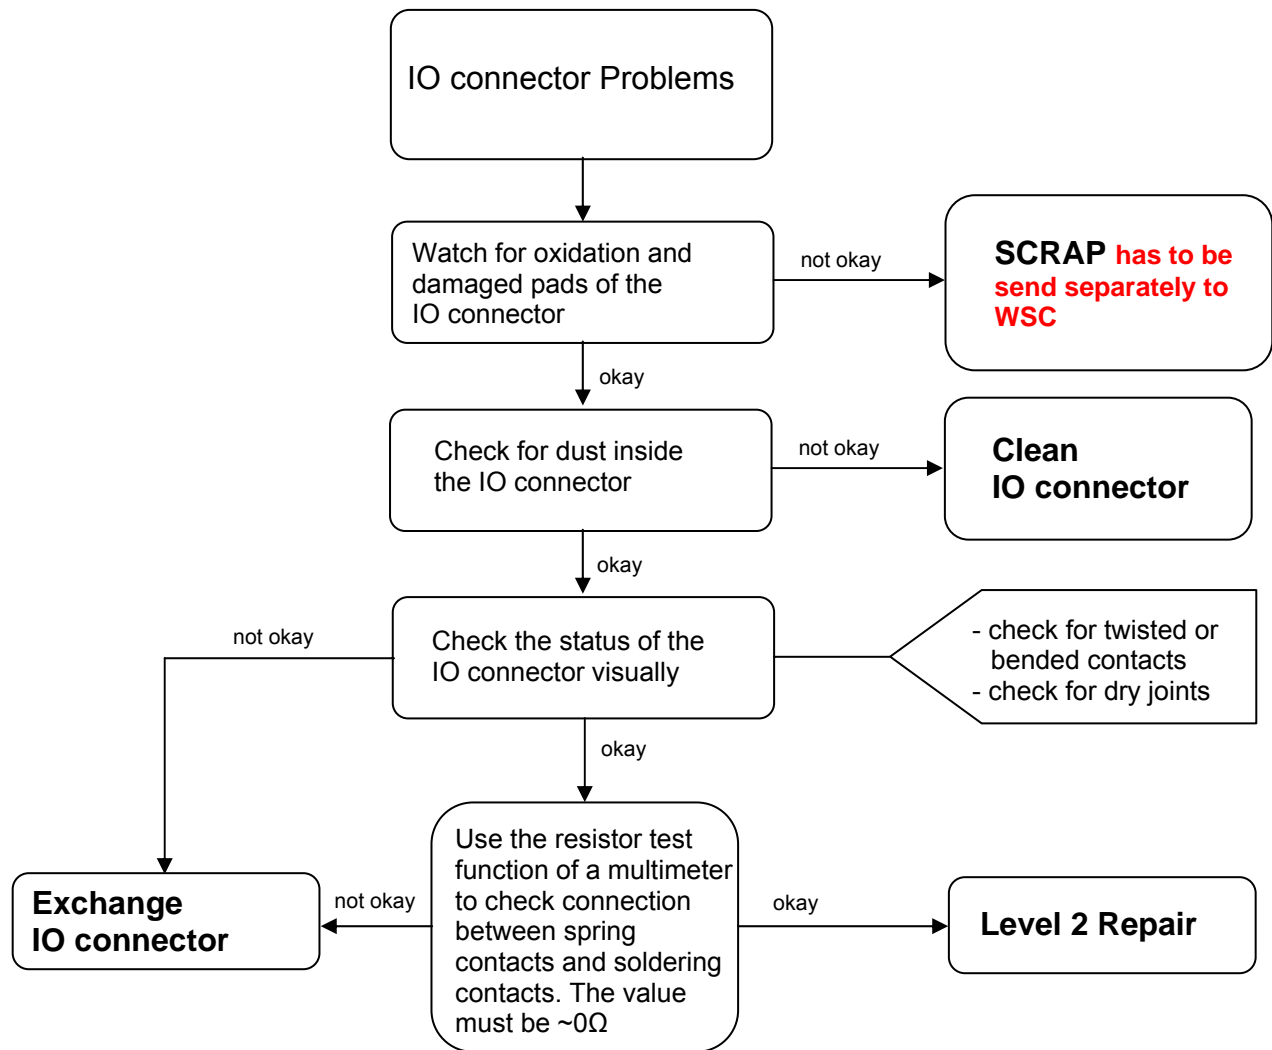 IO connector Problems
Watch for oxidation and
damaged pads of the
IO connector
not okay
SCRAP has to be
send separately to
WSC
okay
Check for dust inside
the IO connector
not okay
Clean
IO connector
okay
not okay
Check the status of the
IO connector visually
- check for twisted or
bended contacts
- check for dry joints
okay
Use the resistor test
function of a multimeter
to check connection
between spring
contacts and soldering
contacts. The value
must be ~0Ω
not okay
Exchange
IO connector
okay
Level 2 Repair